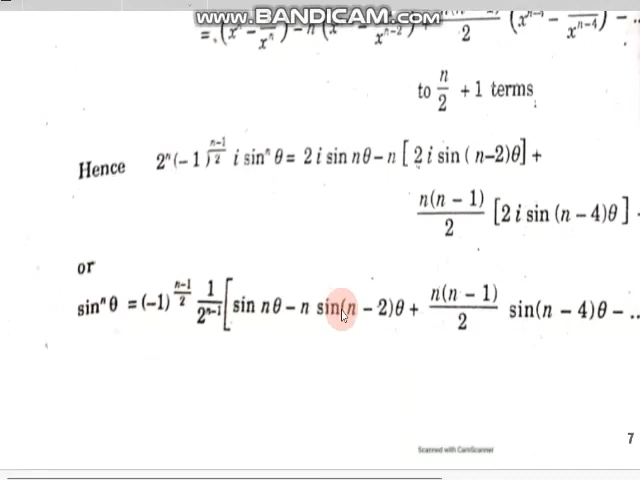 WWW.BANDICAM.COM
to n/2 + 1 terms
Hence 2ⁿ(−1)^((n−1)/2) i sinⁿ θ = 2 i sin nθ − n [ 2 i sin ( n−2)θ] +
n(n − 1)/2 [2 i sin (n − 4)θ]
or
sinⁿ θ = (−1)^((n−1)/2) 1/2ⁿ⁻¹ [ sin nθ − n sin(n − 2)θ + n(n − 1)/2 sin(n − 4)θ − ..
7
Scanned with CamScanner